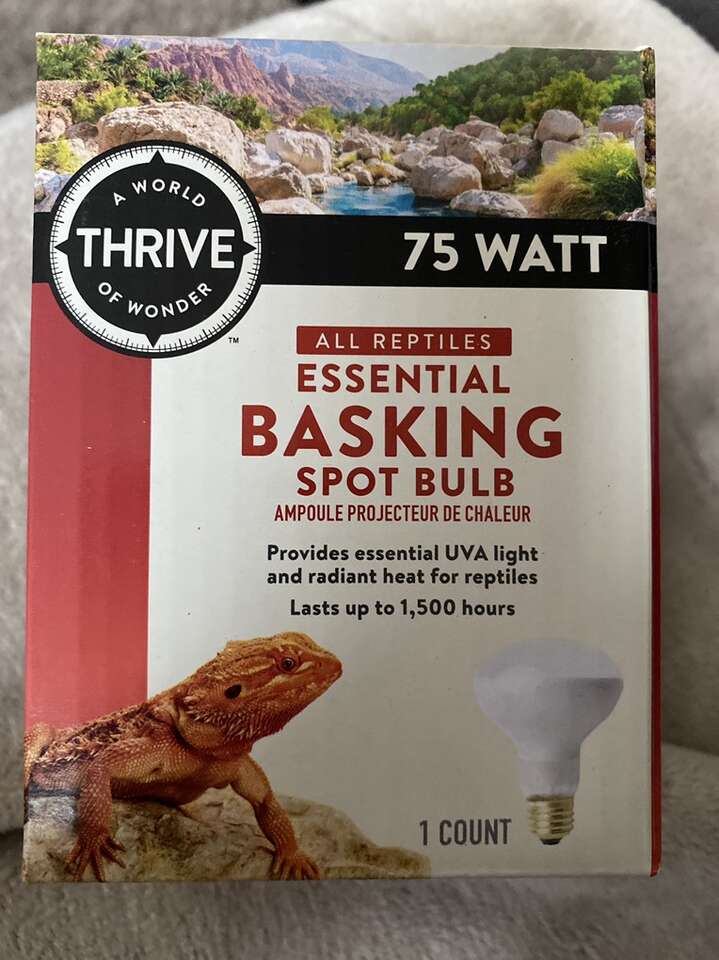 A WORLD
THRIVE
OF WONDER
™
75 WATT
ALL REPTILES
ESSENTIAL
BASKING
SPOT BULB
AMPOULE PROJECTEUR DE CHALEUR
Provides essential UVA light
and radiant heat for reptiles
Lasts up to 1,500 hours
1 COUNT